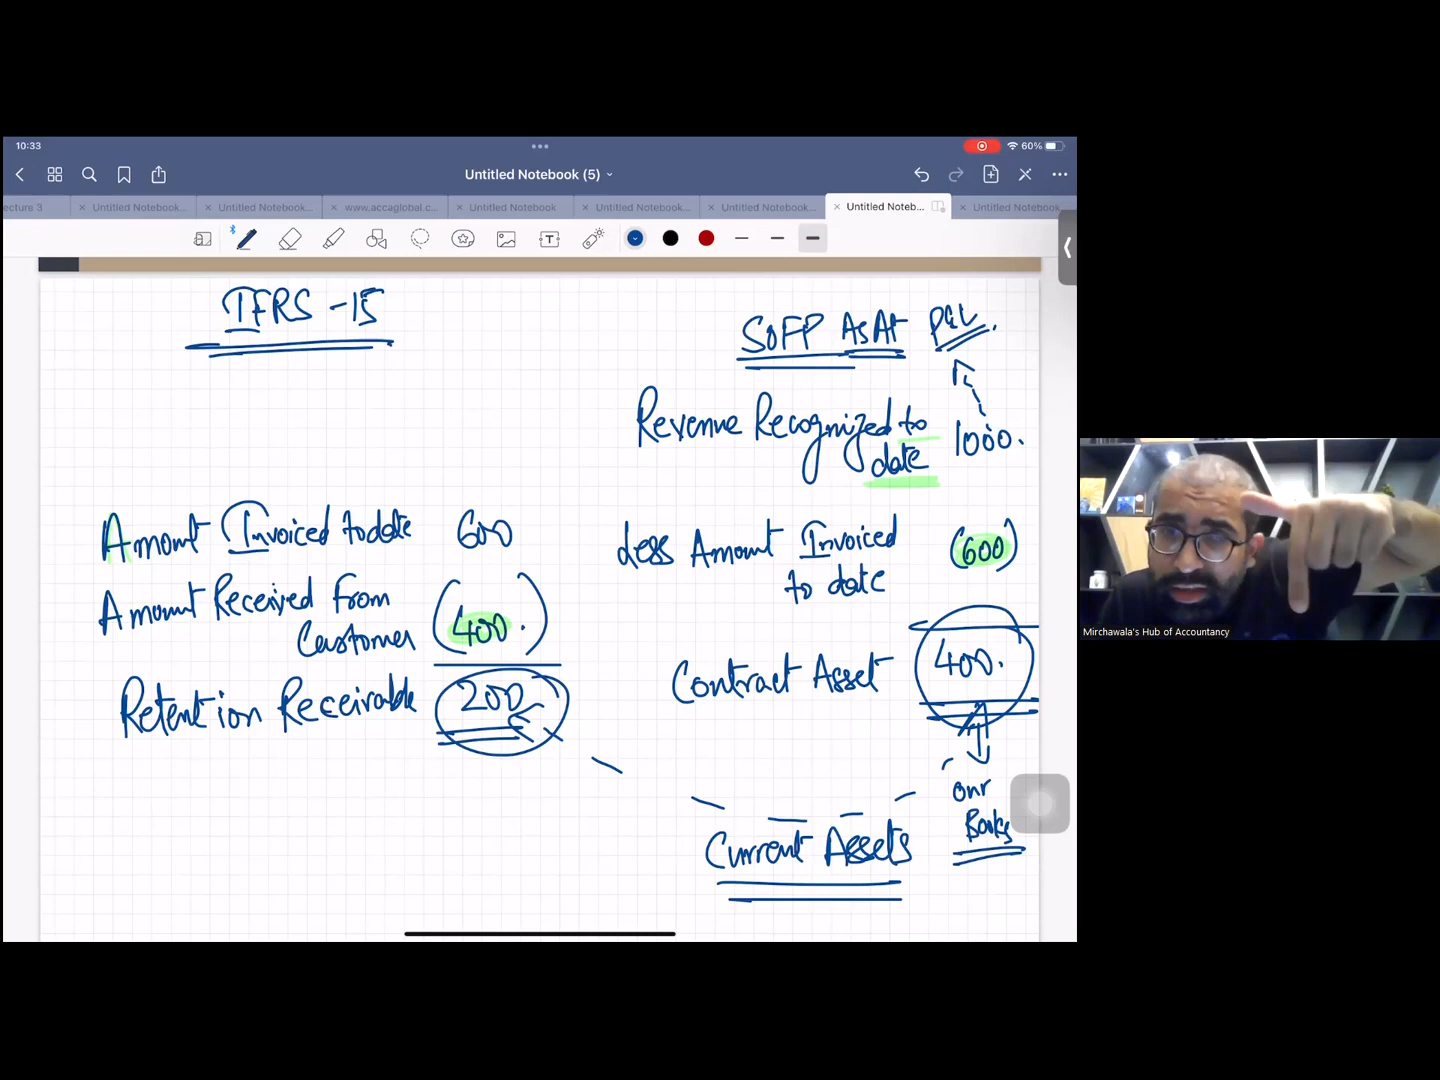 10:33
60%
Untitled Notebook (5)
ecture 3
Untitled Notebook...
Untitled Notebook...
www.accaglobal.c...
Untitled Notebook
Untitled Notebook...
Untitled Notebook...
Untitled Noteb...
Untitled Notebook...
IFRS -15
SOFP As At P&L.
Revenue Recognized to date 1000.
Amount Invoiced to date 600
Less Amount Invoiced to date (600)
Amount Received From Customer (400.)
Contract Asset 400.
Retention Receivable 200
our
Books
Current Assets
Mirchawala's Hub of Accountancy